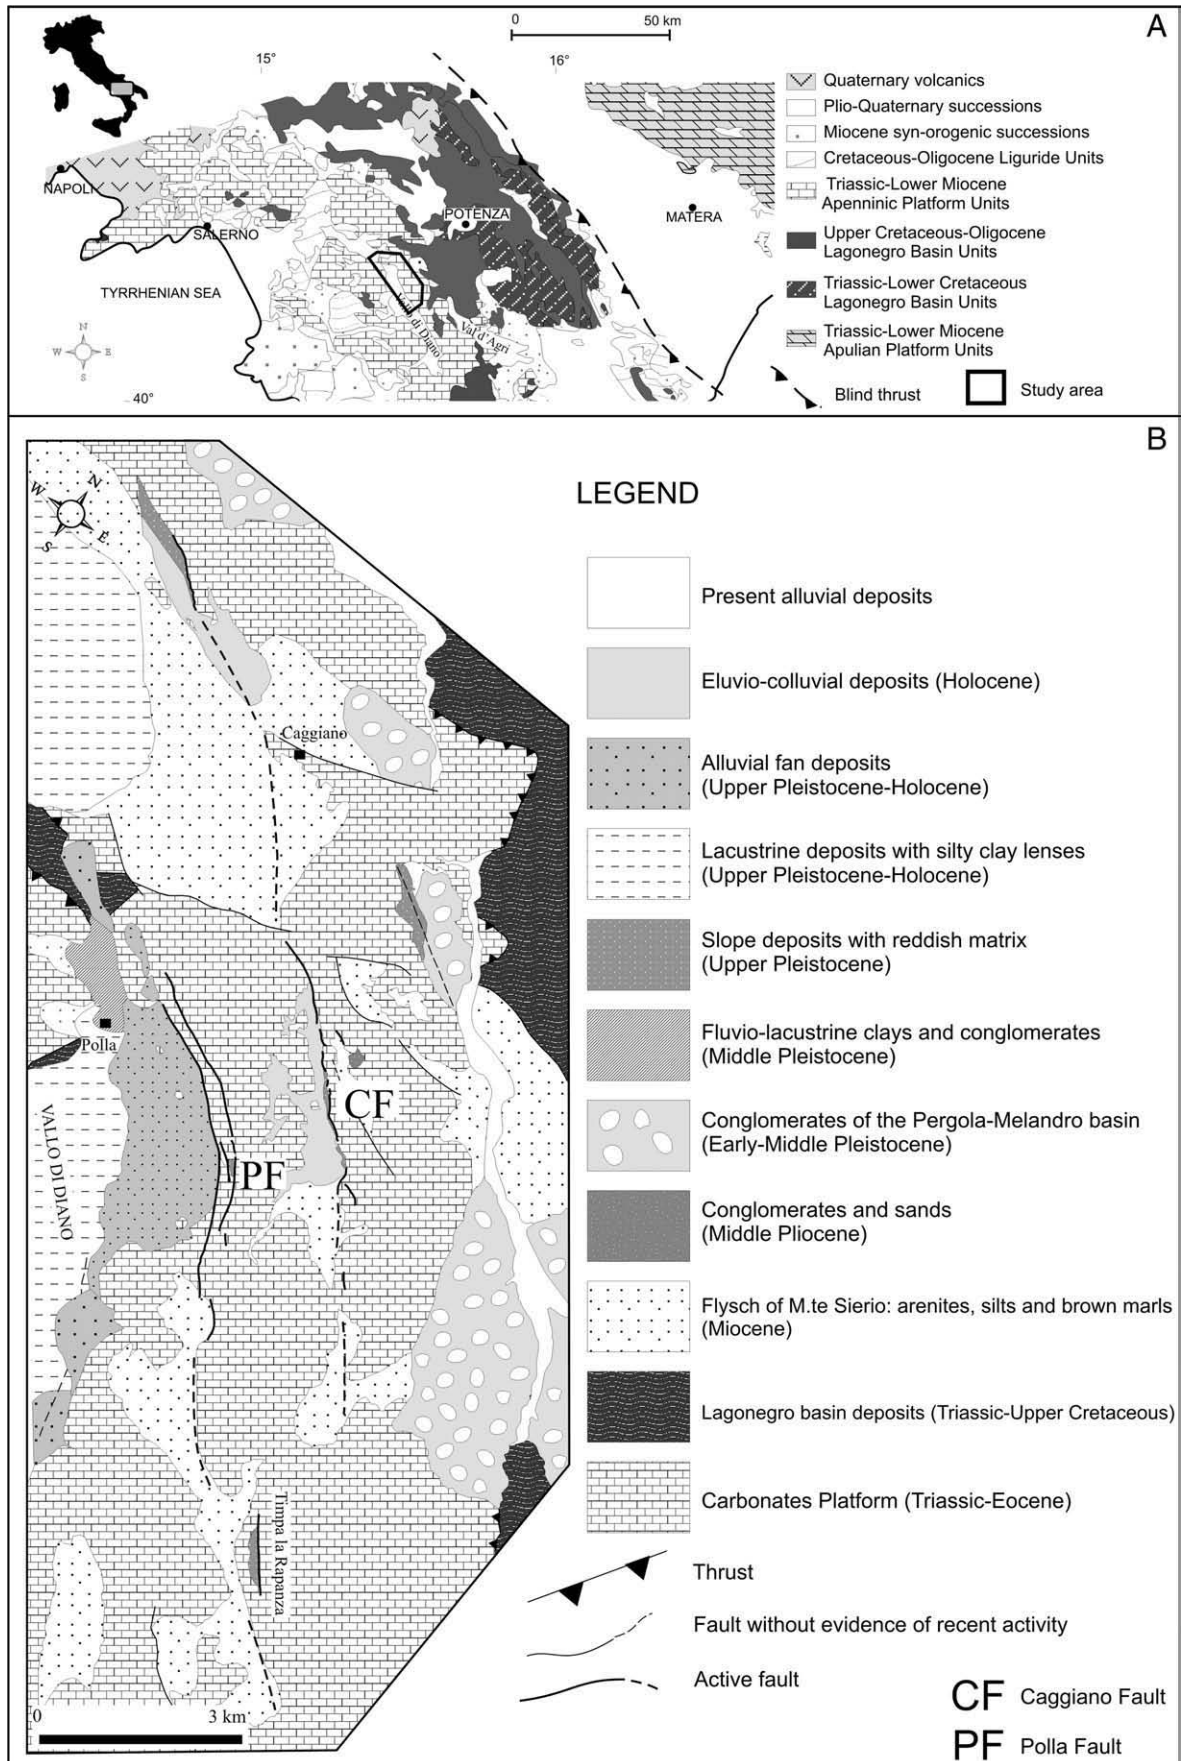 A
0
50 km
15°
16°
NAPOLI
SALERNO
POTENZA
MATERA
TYRRHENIAN SEA
Vallo di Diano
Val d'Agri
N
W
E
S
40°
Quaternary volcanics
Plio-Quaternary successions
Miocene syn-orogenic successions
Cretaceous-Oligocene Liguride Units
Triassic-Lower Miocene
Apenninic Platform Units
Upper Cretaceous-Oligocene
Lagonegro Basin Units
Triassic-Lower Cretaceous
Lagonegro Basin Units
Triassic-Lower Miocene
Apulian Platform Units
Blind thrust
Study area
B
N
W
E
S
Caggiano
Polla
VALLO DI DIANO
CF
PF
Timpa la Rapanza
0
3 km
LEGEND
Present alluvial deposits
Eluvio-colluvial deposits (Holocene)
Alluvial fan deposits
(Upper Pleistocene-Holocene)
Lacustrine deposits with silty clay lenses
(Upper Pleistocene-Holocene)
Slope deposits with reddish matrix
(Upper Pleistocene)
Fluvio-lacustrine clays and conglomerates
(Middle Pleistocene)
Conglomerates of the Pergola-Melandro basin
(Early-Middle Pleistocene)
Conglomerates and sands
(Middle Pliocene)
Flysch of M.te Sierio: arenites, silts and brown marls
(Miocene)
Lagonegro basin deposits (Triassic-Upper Cretaceous)
Carbonates Platform (Triassic-Eocene)
Thrust
Fault without evidence of recent activity
Active fault
CF Caggiano Fault
PF Polla Fault